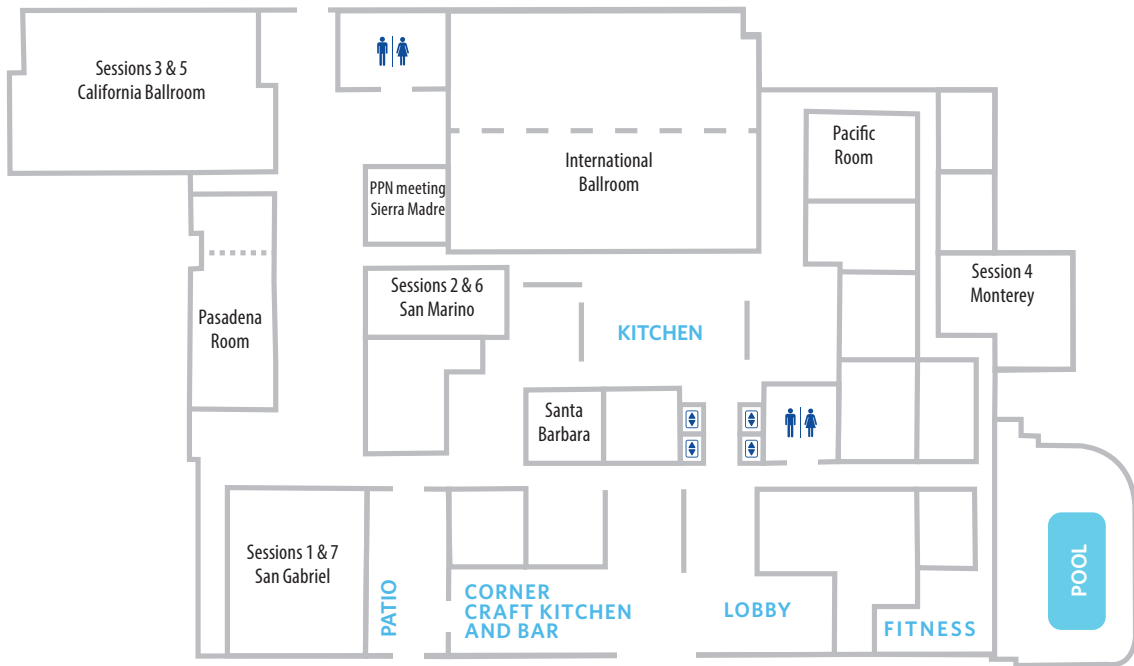 Sessions 3 & 5
California Ballroom
International
Ballroom
Pacific
Room
PPN meeting
Sierra Madre
Session 4
Monterey
Sessions 2 & 6
San Marino
Pasadena
Room
KITCHEN
Santa
Barbara
Sessions 1 & 7
San Gabriel
PATIO
CORNER
CRAFT KITCHEN
AND BAR
LOBBY
FITNESS
POOL